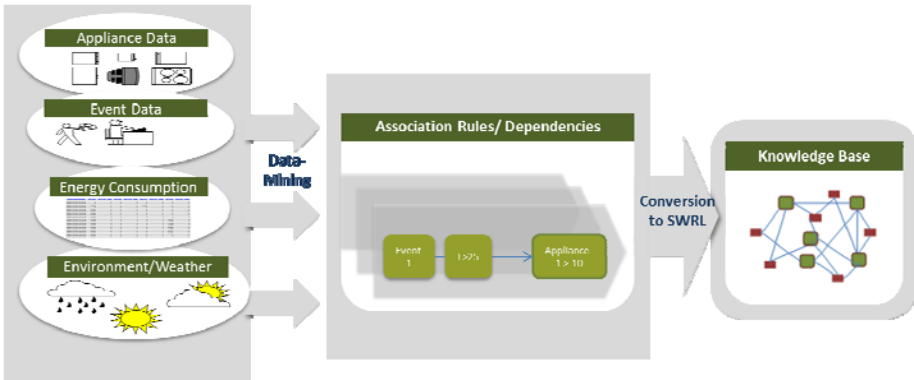 Appliance Data
Event Data
Energy Consumption
Environment/Weather
Data-
Mining
Association Rules/ Dependencies
Event
1
Appliance
1 > 10
Conversion
to SWRL
Knowledge Base